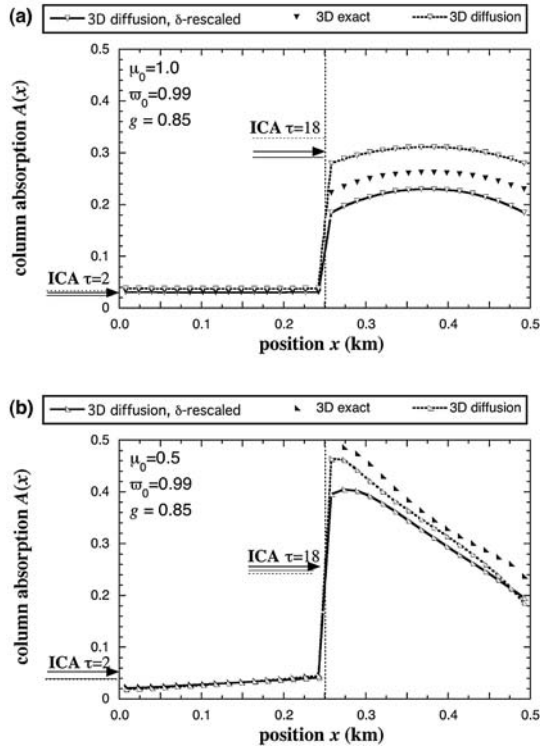 (a)
3D diffusion, δ-rescaled 3D exact 3D diffusion
0.5
0.4
0.3
0.2
0.1
0
column absorption A(x)
μ₀=1.0
ϖ₀=0.99
g = 0.85
ICA τ=18
ICA τ=2
0.0 0.1 0.2 0.3 0.4 0.5
position x (km)
(b)
3D diffusion, δ-rescaled 3D exact 3D diffusion
0.5
0.4
0.3
0.2
0.1
0
column absorption A(x)
μ₀=0.5
ϖ₀=0.99
g = 0.85
ICA τ=18
ICA τ=2
0.0 0.1 0.2 0.3 0.4 0.5
position x (km)